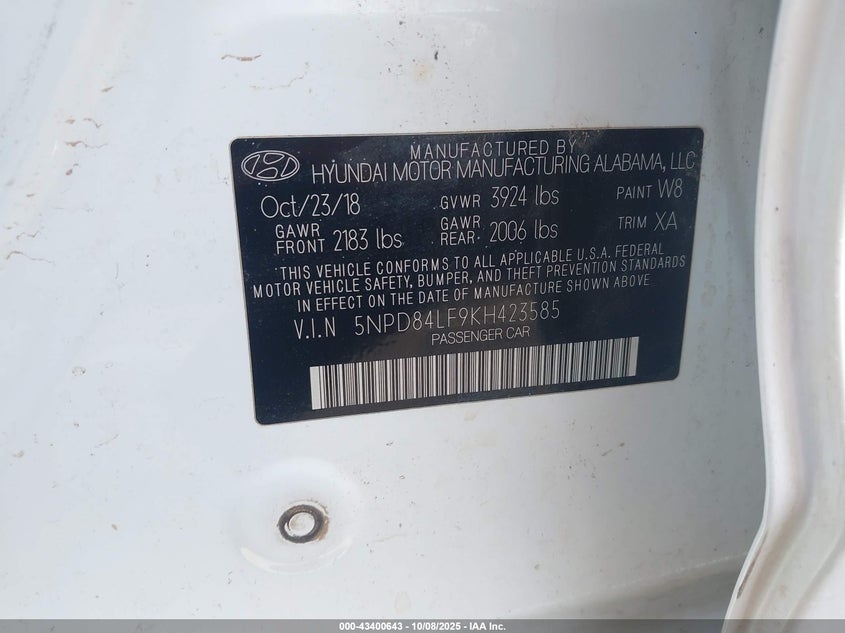 MANUFACTURED BY
HYUNDAI MOTOR MANUFACTURING ALABAMA, LLC
Oct/23/18 GVWR 3924 lbs PAINT W8
GAWR FRONT 2183 lbs GAWR REAR 2006 lbs TRIM XA
THIS VEHICLE CONFORMS TO ALL APPLICABLE U.S.A. FEDERAL
MOTOR VEHICLE SAFETY, BUMPER, AND THEFT PREVENTION STANDARDS
IN EFFECT ON THE DATE OF MANUFACTURE SHOWN ABOVE
V.I.N 5NPD84LF9KH423585
PASSENGER CAR
000-43400643 - 10/08/2025 - IAA Inc.